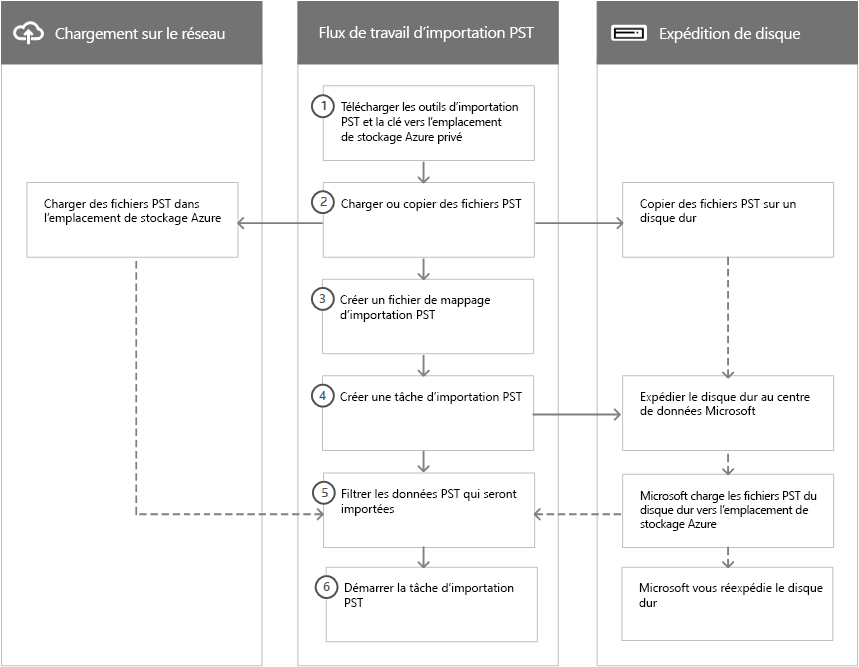 Chargement sur le réseau
Flux de travail d’importation PST
Expédition de disque
1
Télécharger les outils d’importation
PST et la clé vers l’emplacement
de stockage Azure privé
Charger des fichiers PST dans
l’emplacement de stockage Azure
2
Charger ou copier des fichiers PST
Copier des fichiers PST sur un
disque dur
3
Créer un fichier de mappage
d’importation PST
4
Créer une tâche d’importation PST
Expédier le disque dur au centre
de données Microsoft
5
Filtrer les données PST qui seront
importées
Microsoft charge les fichiers PST du
disque dur vers l’emplacement de
stockage Azure
6
Démarrer la tâche d’importation
PST
Microsoft vous réexpédie le disque
dur